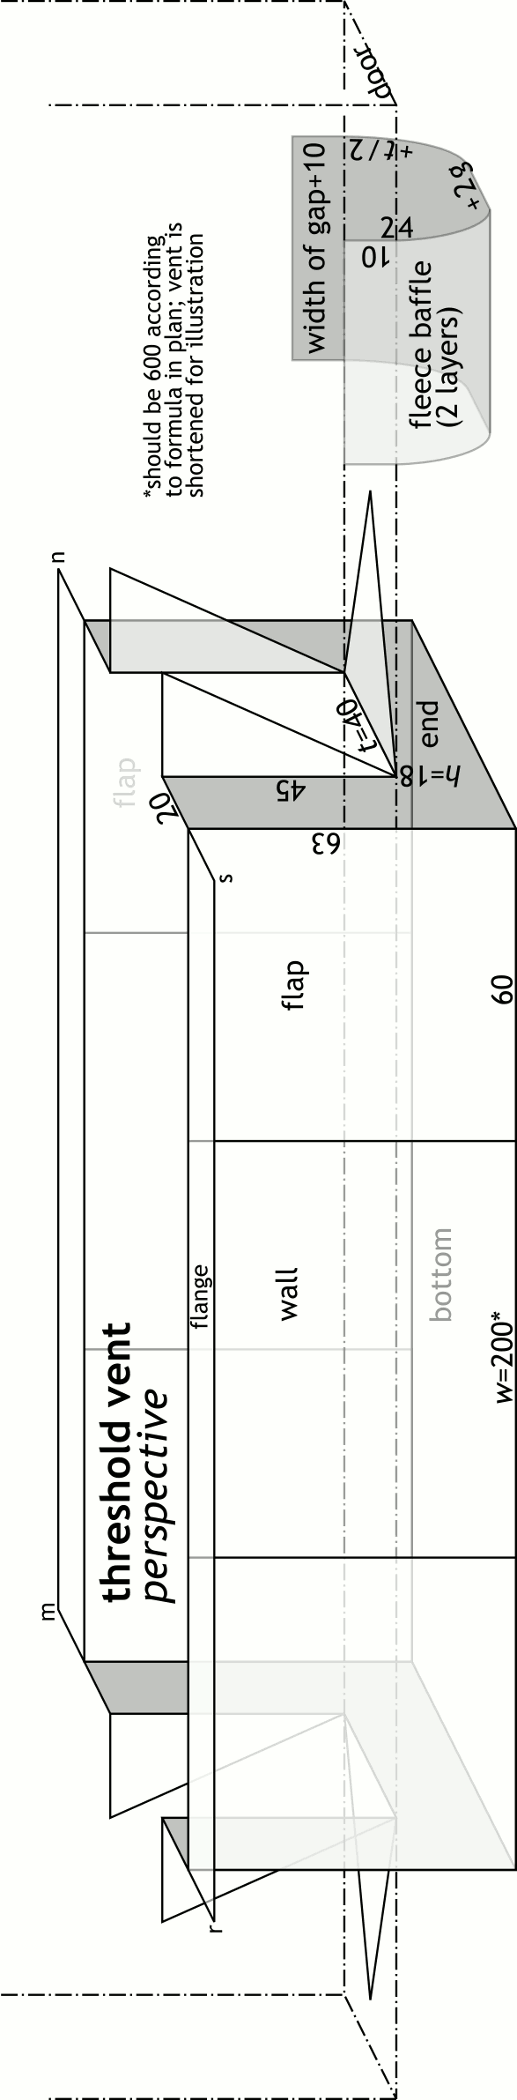 threshold vent
perspective
m
n
r
s
flap
flange
wall
flap
bottom
w=200*
60
63
45
20
t=40
h=18
end
*should be 600 according
to formula in plan; vent is
shortened for illustration
door
width of gap+10
+t/2
+2g
24
10
fleece baffle
(2 layers)